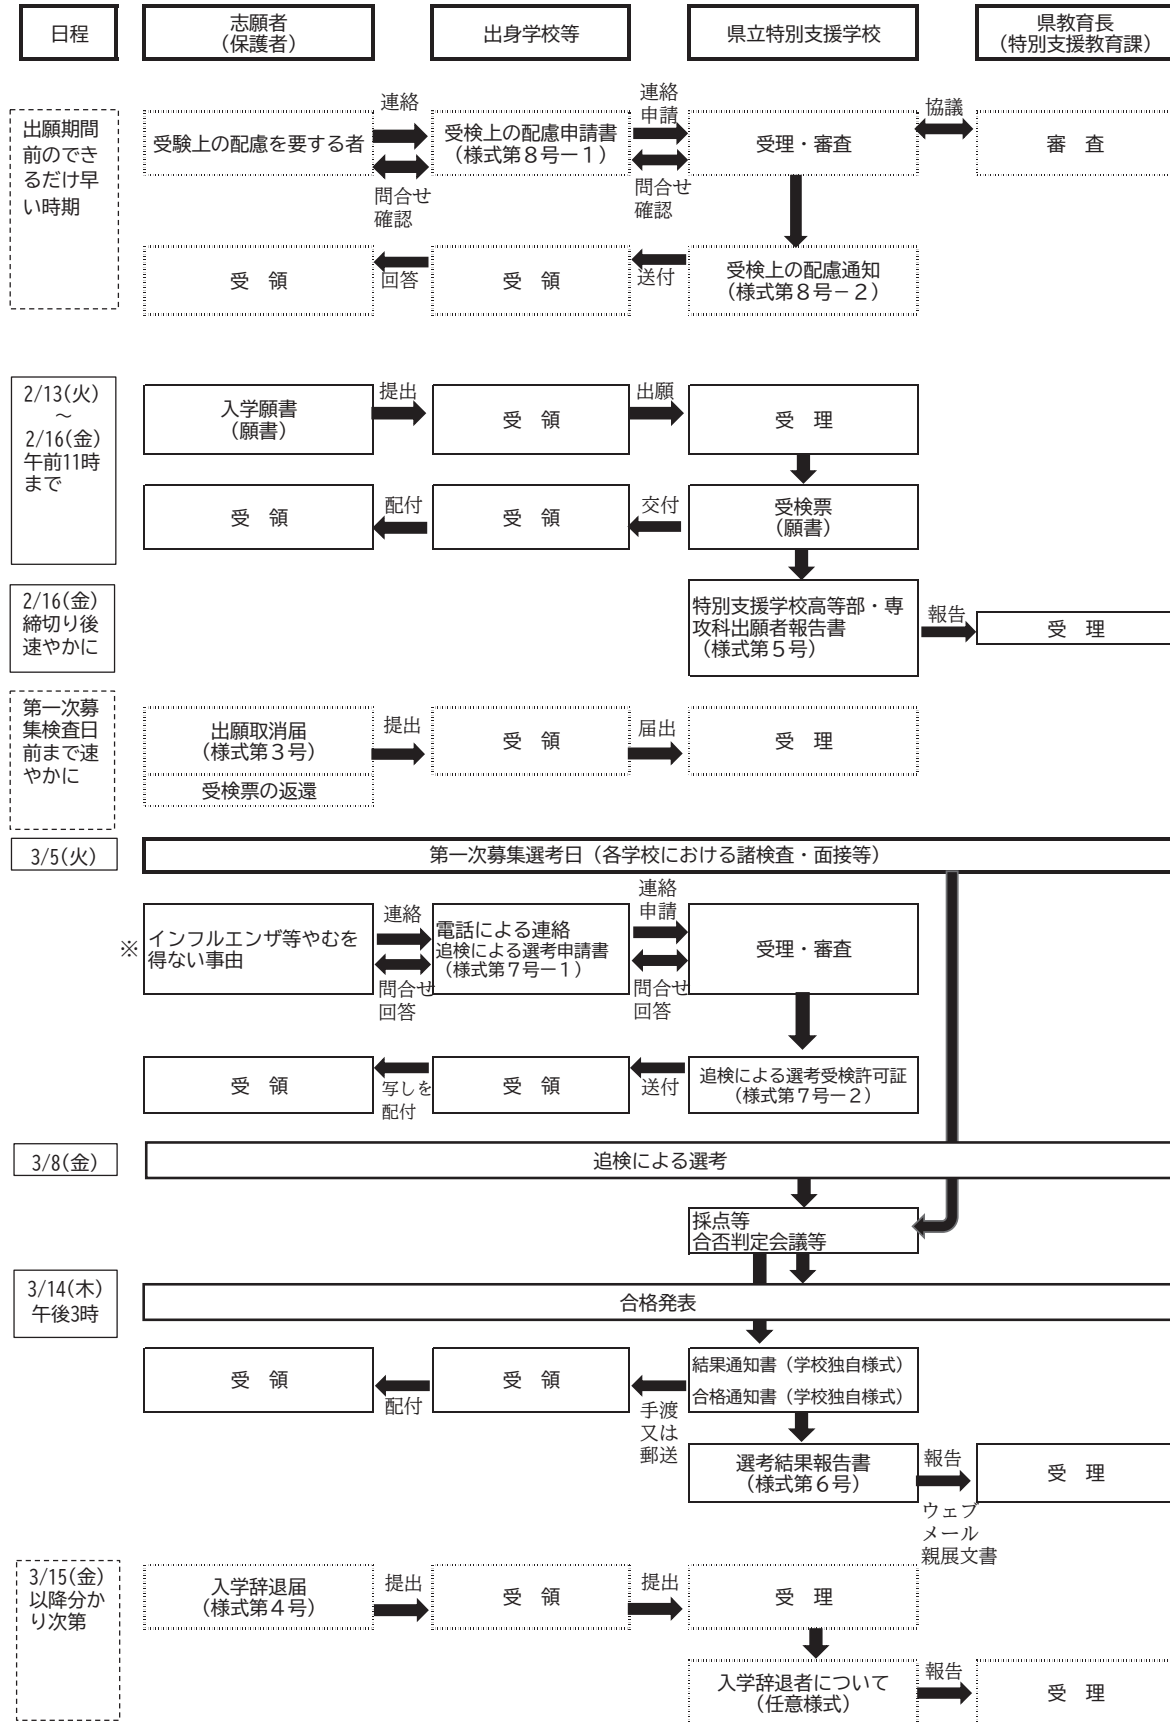 日程
志願者
(保護者)
出身学校等
県立特別支援学校
県教育長
(特別支援教育課)
出願期間
前のでき
るだけ早
い時期
受験上の配慮を要する者
連絡
問合せ
確認
受検上の配慮申請書
(様式第8号ー1)
連絡
申請
問合せ
確認
受理・審査
協議
審 査
受 領
回答
受 領
送付
受検上の配慮通知
(様式第8号－2)
2/13(火)
～
2/16(金)
午前11時
まで
入学願書
(願書)
提出
受 領
出願
受 理
受 領
配付
受 領
交付
受検票
(願書)
2/16(金)
締切り後
速やかに
特別支援学校高等部・専
攻科出願者報告書
(様式第5号)
報告
受 理
第一次募
集検査日
前まで速
やかに
出願取消届
(様式第3号)
受検票の返還
提出
受 領
届出
受 理
3/5(火)
第一次募集選考日（各学校における諸検査・面接等）
※
インフルエンザ等やむを
得ない事由
連絡
問合せ
回答
電話による連絡
追検による選考申請書
(様式第7号ー1)
連絡
申請
問合せ
回答
受理・審査
受 領
写しを
配付
受 領
送付
追検による選考受検許可証
(様式第7号ー2)
3/8(金)
追検による選考
採点等
合否判定会議等
3/14(木)
午後3時
合格発表
受 領
配付
受 領
手渡
又は
郵送
結果通知書（学校独自様式）
合格通知書（学校独自様式）
選考結果報告書
(様式第6号)
報告
ウェブ
メール
親展文書
受 理
3/15(金)
以降分か
り次第
入学辞退届
(様式第4号)
提出
受 領
提出
受 理
入学辞退者について
(任意様式)
報告
受 理